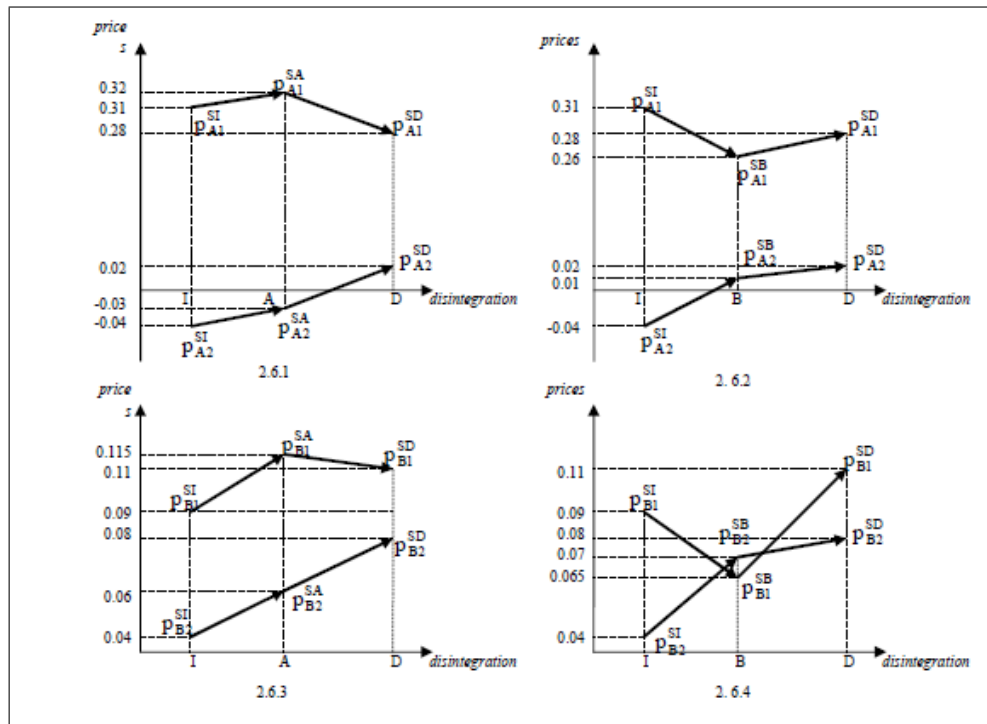 price
s
0.32
0.31
0.28
0.02
-0.03
-0.04
p^SI_A1
p^SA_A1
p^SD_A1
p^SI_A2
p^SA_A2
p^SD_A2
I A D disintegration
2.6.1
prices
0.31
0.28
0.26
0.02
0.01
-0.04
p^SI_A1
p^SB_A1
p^SD_A1
p^SI_A2
p^SB_A2
p^SD_A2
I B D disintegration
2. 6.2
price
s
0.115
0.11
0.09
0.08
0.06
0.04
p^SI_B1
p^SA_B1
p^SD_B1
p^SI_B2
p^SA_B2
p^SD_B2
I A D disintegration
2.6.3
prices
0.11
0.09
0.08
0.07
0.065
0.04
p^SI_B1
p^SB_B2
p^SD_B1
p^SD_B2
p^SB_B1
p^SI_B2
I B D disintegration
2. 6.4